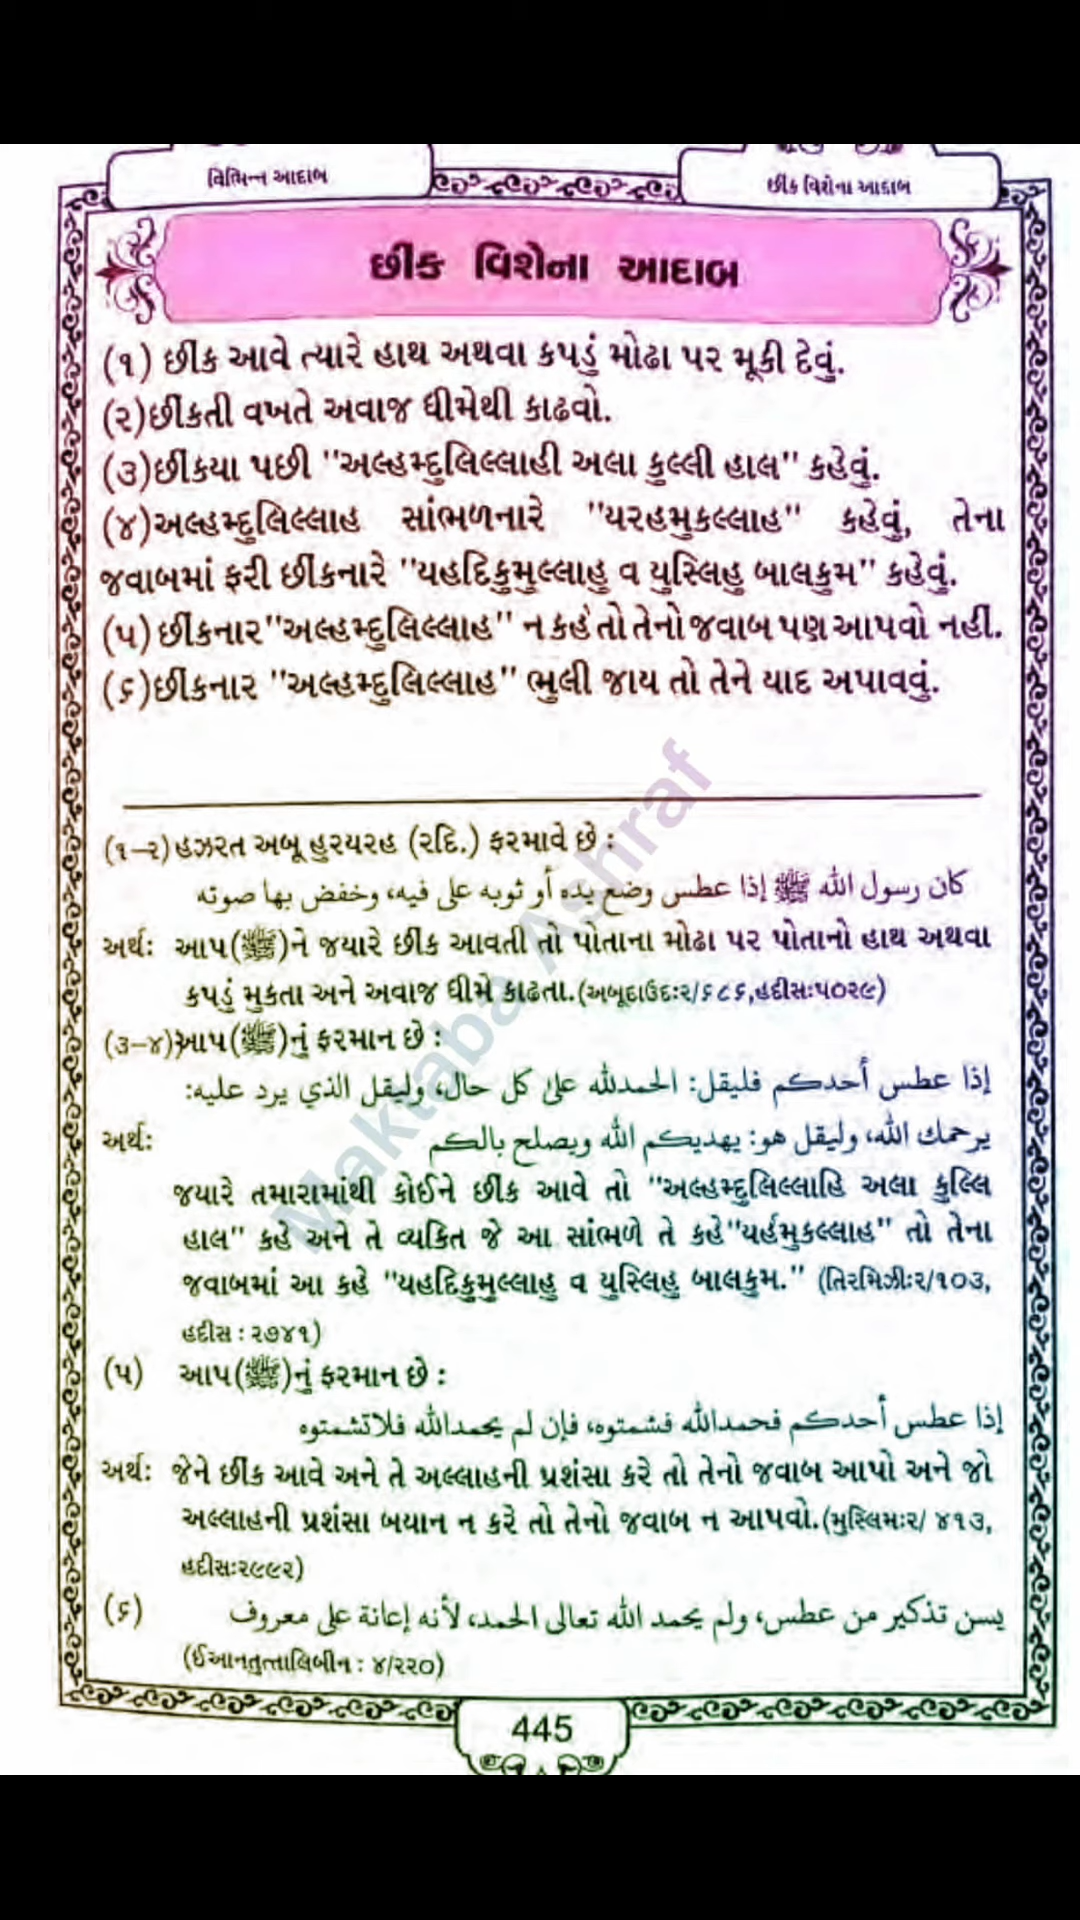 વિભિન્ન આદાબ
છીંક વિશેના આદાબ
છીંક વિશેના આદાબ
(૧) છીંક આવે ત્યારે હાથ અથવા કપડું મોઢા પર મૂકી દેવું.
(૨)છીંકતી વખતે અવાજ ધીમેથી કાઢવો.
(૩)છીંકયા પછી "અલ્હમ્દુલિલ્લાહી અલા કુલ્લી હાલ" કહેવું.
(૪)અલ્હમ્દુલિલ્લાહ સાંભળનારે "યરહમુકલ્લાહ" કહેવું, તેના
જવાબમાં ફરી છીંકનારે "યહદિકુમુલ્લાહુ વ યુસ્લિહુ બાલકુમ" કહેવું.
(૫) છીંકનાર"અલ્હમ્દુલિલ્લાહ" ન કહે તો તેનો જવાબ પણ આપવો નહીં.
(૬)છીંકનાર "અલ્હમ્દુલિલ્લાહ" ભુલી જાય તો તેને યાદ અપાવવું.
(૧–૨)હઝરત અબૂ હુરયરહ (રદિ.) ફરમાવે છે :
كان رسول الله ﷺ إذا عطس وضع يده أو ثوبه على فيه، وخفض بها صوته
અર્થ: આપ(ﷺ)ને જયારે છીંક આવતી તો પોતાના મોઢા પર પોતાનો હાથ અથવા
કપડું મુકતા અને અવાજ ધીમે કાઢતા.(અબૂદાઉદ:૨/૬૮૬,હદીસ:૫૦૨૯)
(૩–૪)આપ(ﷺ)નું ફરમાન છે :
إذا عطس أحدكم فليقل: الحمدلله على كل حال، وليقل الذي يرد عليه:
અર્થ: يرحمك الله، وليقل هو: يهديكم الله ويصلح بالكم
જયારે તમારામાંથી કોઈને છીંક આવે તો "અલ્હમ્દુલિલ્લાહિ અલા કુલ્લિ
હાલ" કહે અને તે વ્યકિત જે આ સાંભળે તે કહે"યર્હમુકલ્લાહ" તો તેના
જવાબમાં આ કહે "યહદિકુમુલ્લાહુ વ યુસ્લિહુ બાલકુમ." (તિરમિઝી:૨/૧૦૩,
હદીસ : ૨૭૪૧)
(૫) આપ(ﷺ)નું ફરમાન છે :
إذا عطس أحدكم فحمدالله فشمتوه، فإن لم يحمدالله فلاتشمتوه
અર્થ: જેને છીંક આવે અને તે અલ્લાહની પ્રશંસા કરે તો તેનો જવાબ આપો અને જો
અલ્લાહની પ્રશંસા બયાન ન કરે તો તેનો જવાબ ન આપવો.(મુસ્લિમ:૨/ ૪૧૩,
હદીસ:૨૯૯૨)
(૬) يسن تذكير من عطس، ولم يحمد الله تعالى الحمد، لأنه إعانة على معروف
(ઈઆનતુત્તાલિબીન : ૪/૨૨૦)
445
Maktaba Ashraf